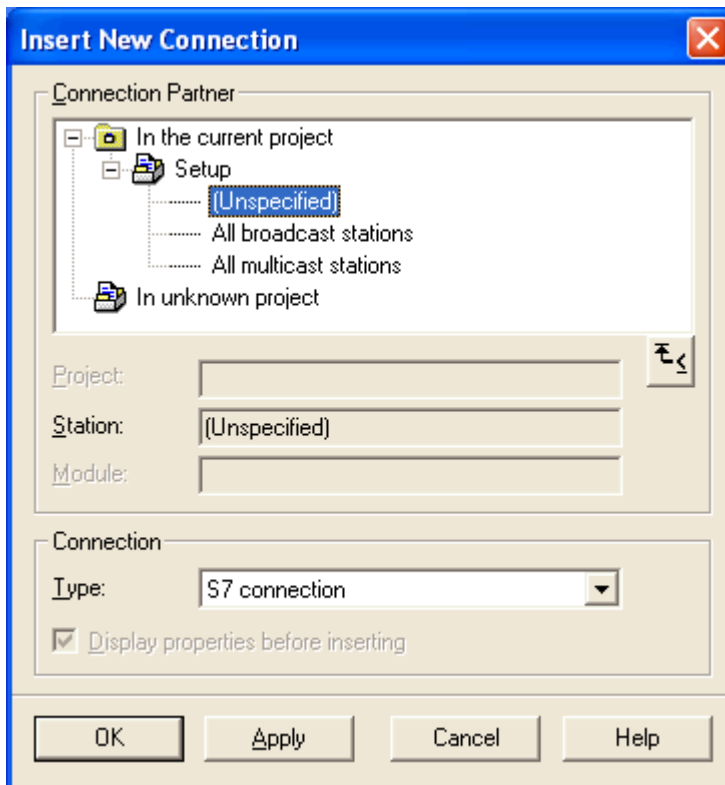 Insert New Connection
Connection Partner
In the current project
Setup
(Unspecified)
All broadcast stations
All multicast stations
In unknown project
Project:
Station: (Unspecified)
Module:
Connection
Type: S7 connection
Display properties before inserting
OK Apply Cancel Help